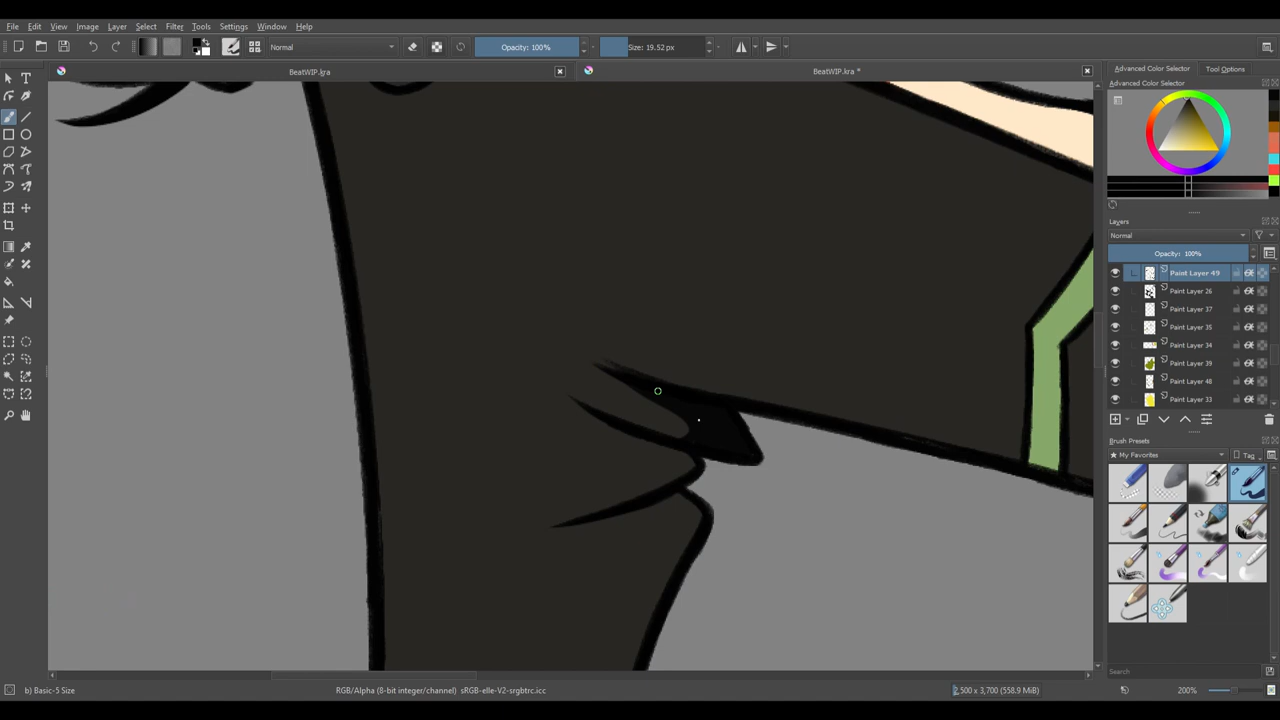 File Edit View Image Layer Select Filter Tools Settings Window Help
Normal Opacity: 100% Size: 19.52 px
BeatWIP.kra BeatWIP.kra *
Advanced Color Selector Tool Options
Advanced Color Selector
Layers
Normal
Opacity: 100%
Paint Layer 49
Paint Layer 26
Paint Layer 37
Paint Layer 35
Paint Layer 34
Paint Layer 39
Paint Layer 48
Paint Layer 33
Brush Presets
My Favorites Tag
Search
b) Basic-5 Size RGB/Alpha (8-bit integer/channel) sRGB-elle-V2-srgbtrc.icc 2,500 x 3,700 (558.9 MiB) 200%